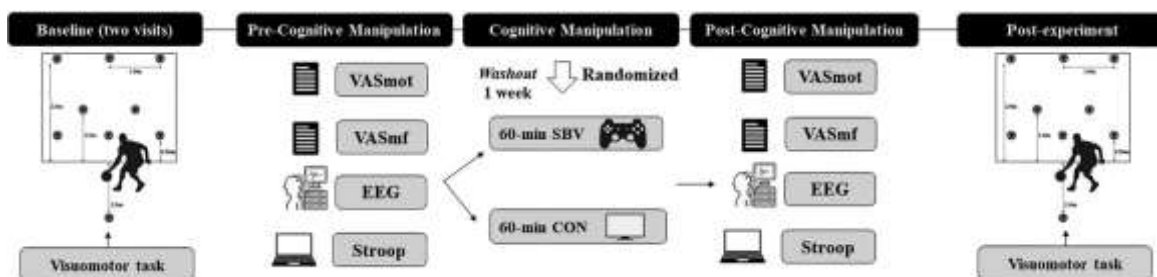 Baseline (two visits)
Pre-Cognitive Manipulation
Cognitive Manipulation
Post-Cognitive Manipulation
Post-experiment
Visuomotor task
VASmot
VASmf
EEG
Stroop
Washout
1 week
Randomized
60-min SBV
60-min CON
VASmot
VASmf
EEG
Stroop
Visuomotor task